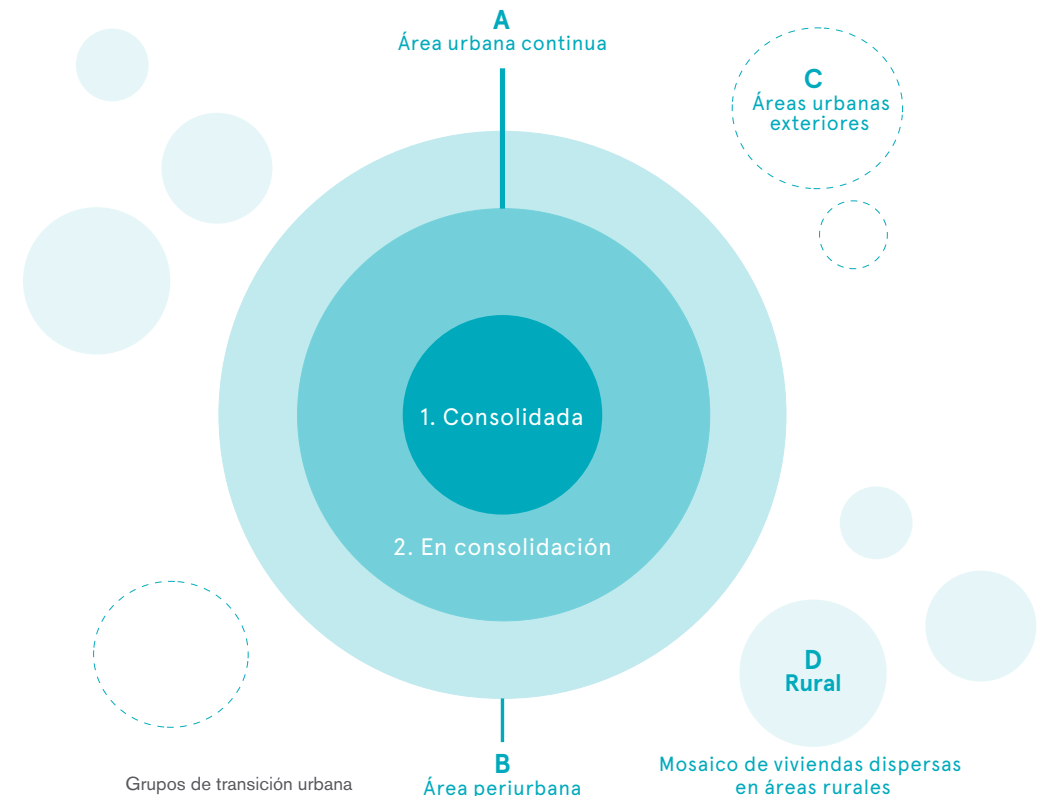 A
Área urbana continua
C
Áreas urbanas
exteriores
1. Consolidada
2. En consolidación
D
Rural
B
Área periurbana
Mosaico de viviendas dispersas
en áreas rurales
Grupos de transición urbana